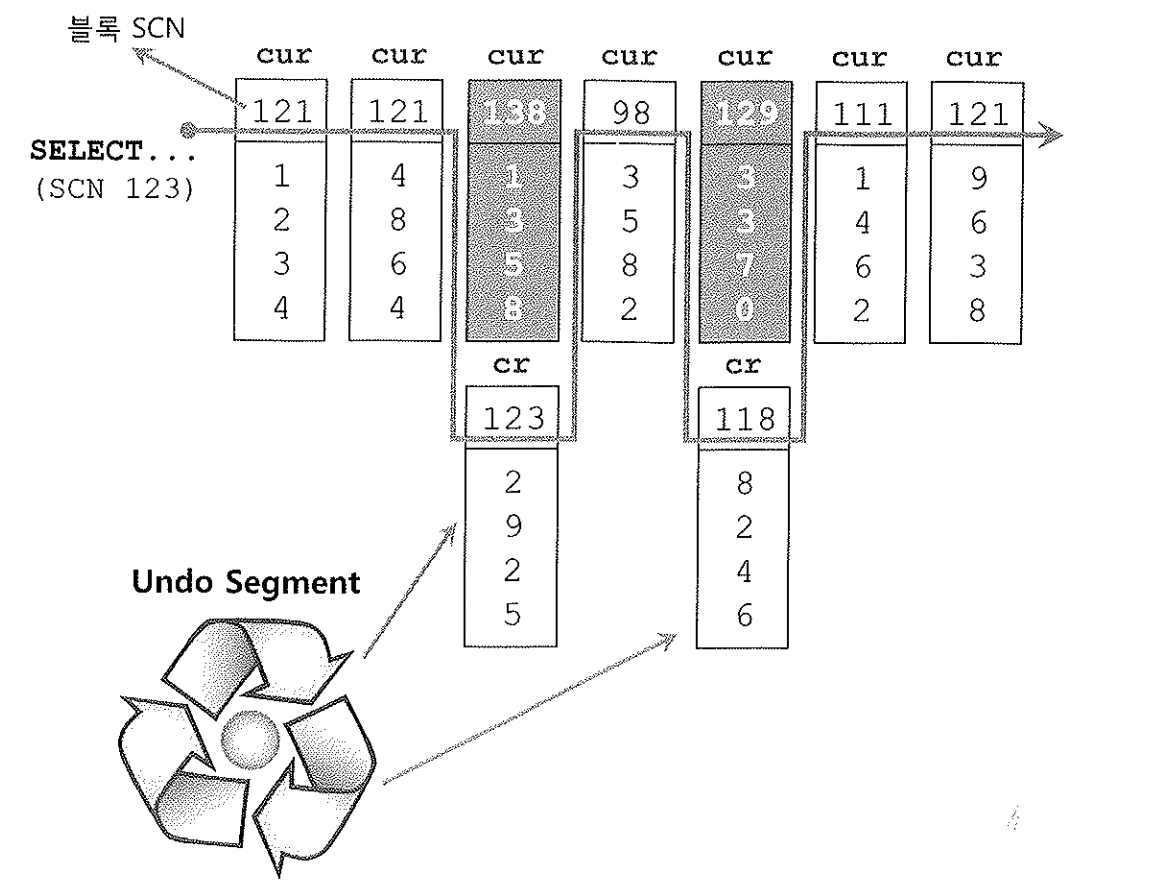 블록 SCN
cur cur cur cur cur cur cur
121 121 138 98 129 111 121
SELECT...
(SCN 123)
1 4 1 3 3 1 9
2 8 3 5 3 4 6
3 6 5 8 7 6 3
4 4 8 2 0 2 8
cr cr
123 118
2 8
9 2
2 4
5 6
Undo Segment